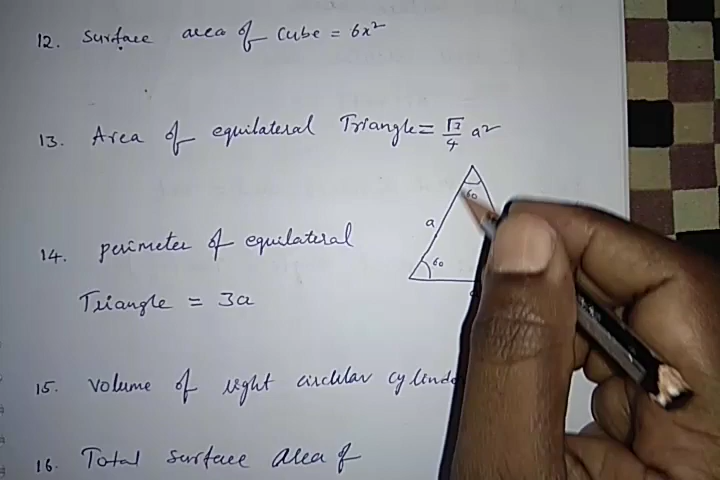 12. Surface area of Cube = 6x²
13. Area of equilateral Triangle = √3/4 a²
60
a
14. perimeter of equilateral
60
Triangle = 3a
15. Volume of right circular
16. Total surface area of